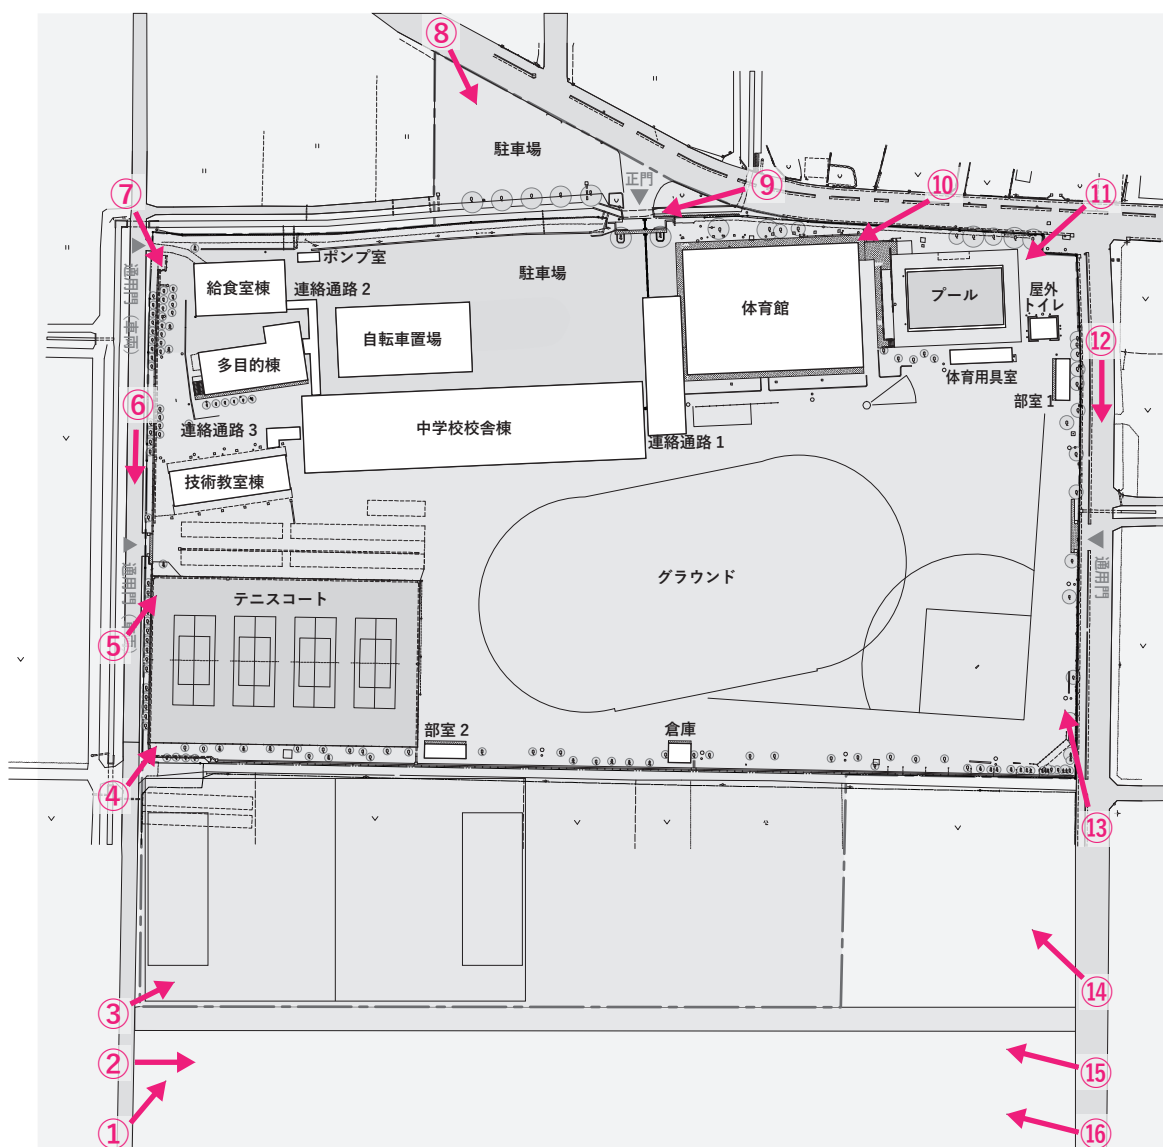 ⑧
駐車場
正門
⑨
⑩
⑪
⑦
ポンプ室
駐車場
通用門（車両）
給食室棟
連絡通路 2
体育館
プール
屋外
トイレ
自転車置場
⑫
多目的棟
体育用具室
部室 1
⑥
連絡通路 3
中学校校舎棟
連絡通路 1
技術教室棟
通用門
グラウンド
テニスコート
⑤
部室 2
倉庫
④
⑬
③
⑭
②
⑮
①
⑯